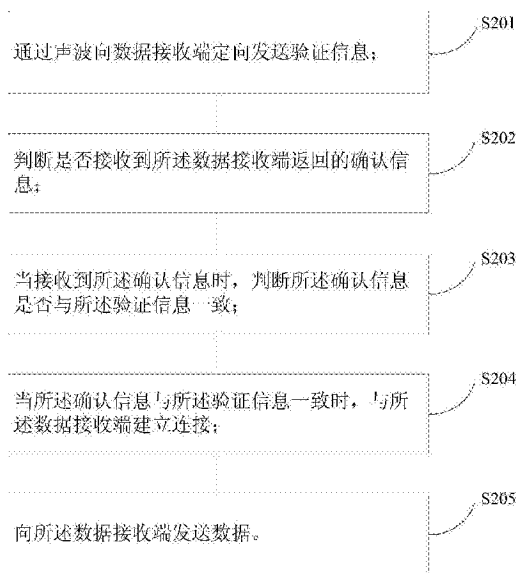 S201
通过声波向数据接收端定向发送验证信息；
S202
判断是否接收到所述数据接收端返回的确认信
息；
S203
当接收到所述确认信息时，判断所述确认信息
是否与所述验证信息一致；
S204
当所述确认信息与所述验证信息一致时，与所
述数据接收端建立连接；
S205
向所述数据接收端发送数据。